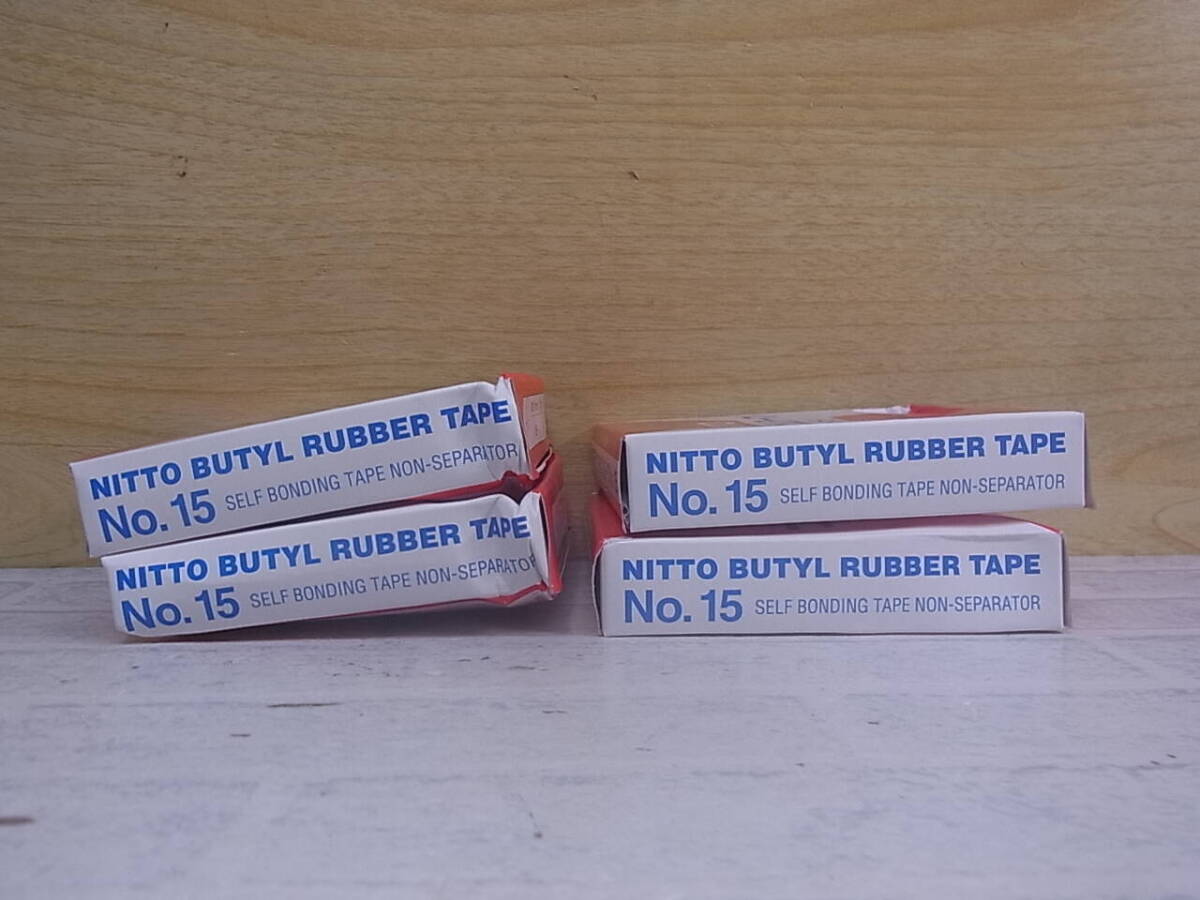 NITTO BUTYL RUBBER TAPE
No. 15 SELF BONDING TAPE NON-SEPARATOR
NITTO BUTYL RUBBER TAPE
No. 15 SELF BONDING TAPE NON-SEPARATOR
NITTO BUTYL RUBBER TAPE
No. 15 SELF BONDING TAPE NON-SEPARATOR
NITTO BUTYL RUBBER TAPE
No. 15 SELF BONDING TAPE NON-SEPARATOR